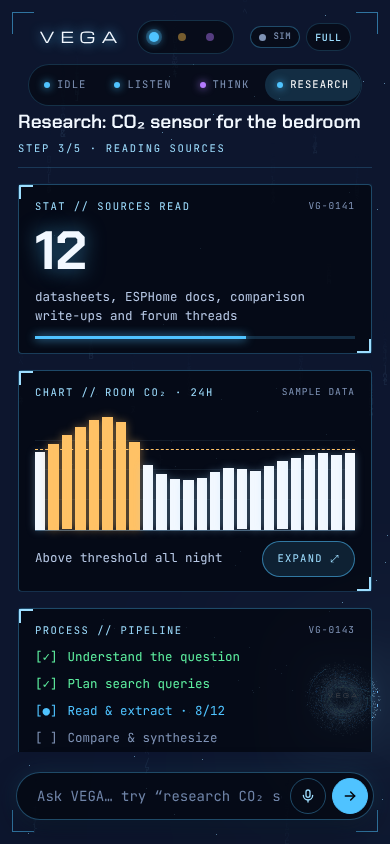 VEGA
SIM
FULL
IDLE
LISTEN
THINK
RESEARCH
Research: CO₂ sensor for the bedroom
STEP 3/5 · READING SOURCES
STAT // SOURCES READ
VG-0141
12
datasheets, ESPHome docs, comparison
write-ups and forum threads
CHART // ROOM CO₂ · 24H
SAMPLE DATA
Above threshold all night
EXPAND ⤢
PROCESS // PIPELINE
VG-0143
[✓] Understand the question
[✓] Plan search queries
[●] Read & extract · 8/12
[ ] Compare & synthesize
Ask VEGA… try “research CO₂ s